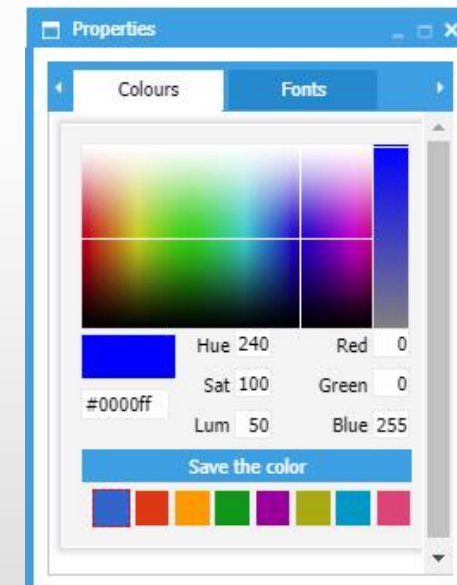 Properties
Colours Fonts
Hue 240 Red 0
Sat 100 Green 0
#0000ff
Lum 50 Blue 255
Save the color